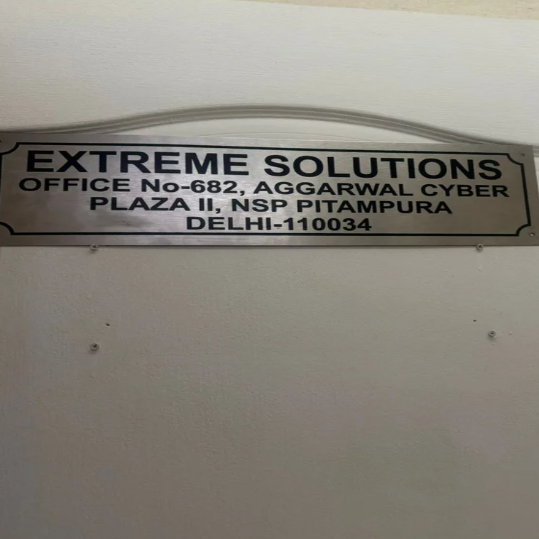 EXTREME SOLUTIONS
OFFICE No-682, AGGARWAL CYBER
PLAZA II, NSP PITAMPURA
DELHI-110034